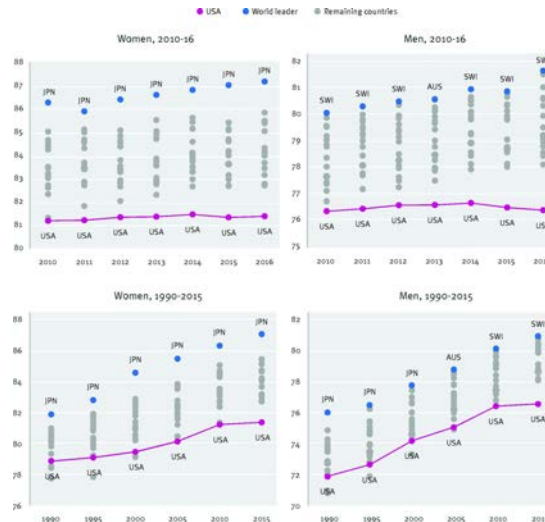 USA World leader Remaining countries
Women, 2010-16
Men, 2010-16
88
87
86
85
84
83
82
81
80
JPN JPN JPN JPN JPN JPN JPN
USA USA USA USA USA USA USA
2010 2011 2012 2013 2014 2015 2016
82
81
80
79
78
77
76
75
SWI SWI SWI AUS SWI SWI
USA USA USA USA USA USA USA
2010 2011 2012 2013 2014 2015
Women, 1990-2015
Men, 1990-2015
88
86
84
82
80
78
76
JPN JPN JPN JPN JPN JPN
USA USA USA USA USA USA
1990 1995 2000 2005 2010 2015
82
80
78
76
74
72
70
JPN JPN JPN AUS SWI SWI
USA USA USA USA USA USA
1990 1995 2000 2005 2010